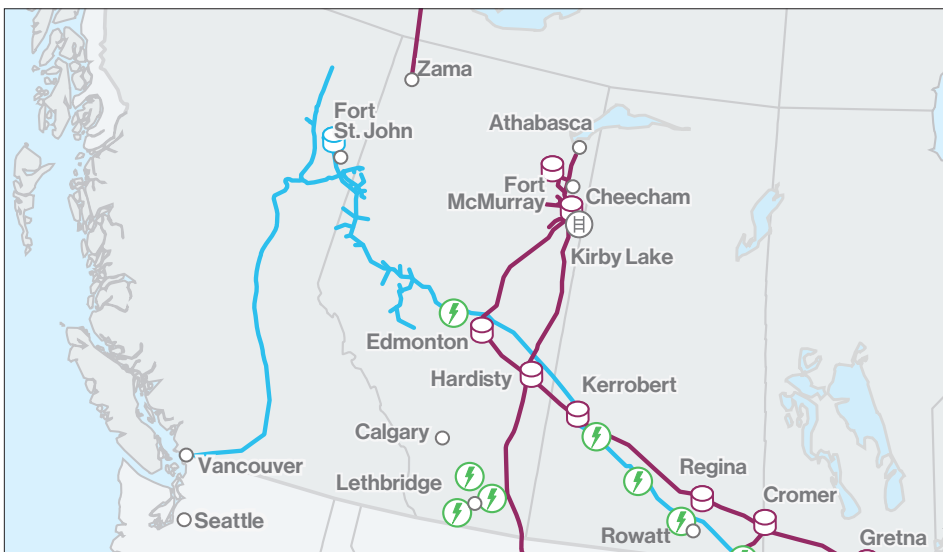 Zama
Fort
St. John
Athabasca
Fort
McMurray
Cheecham
Kirby Lake
Edmonton
Hardisty
Kerrobert
Calgary
Vancouver
Lethbridge
Regina
Cromer
Seattle
Rowatt
Gretna